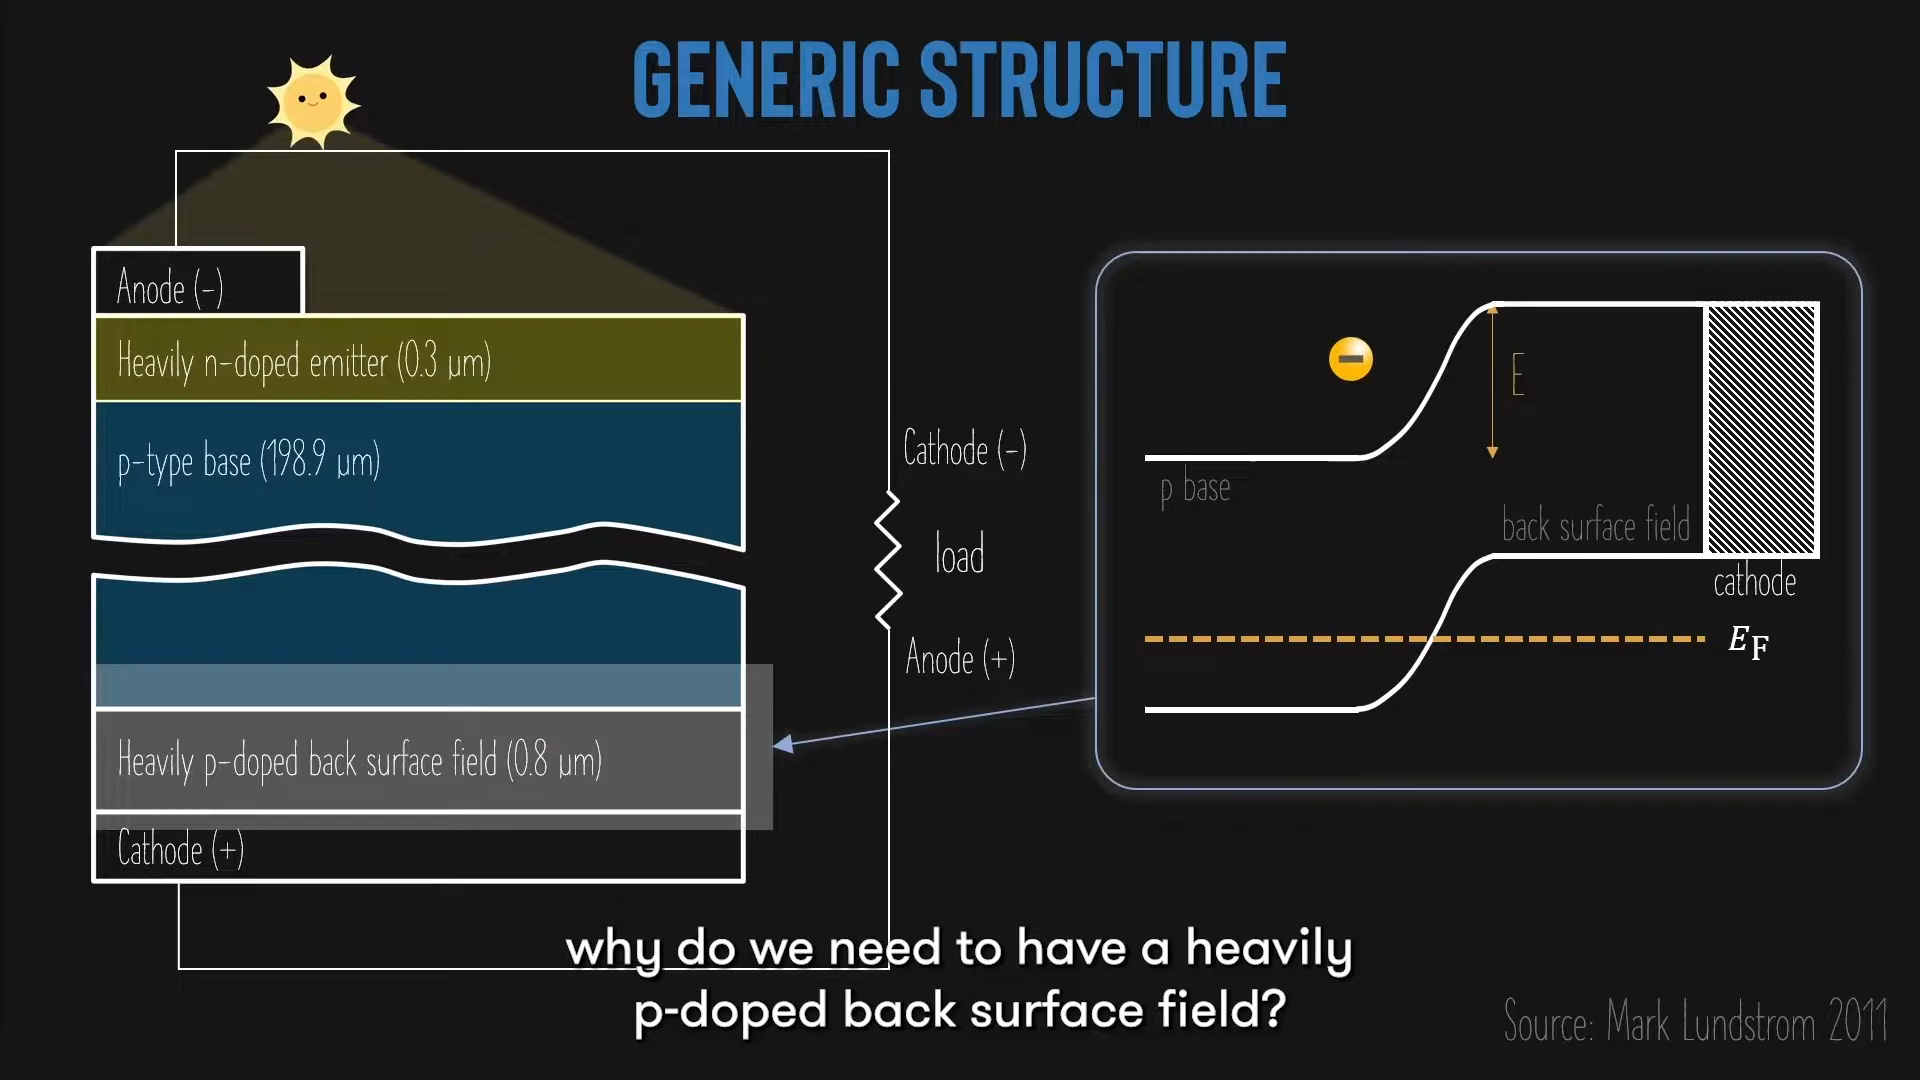 GENERIC STRUCTURE
Anode (-)
Heavily n-doped emitter (0.3 µm)
p-type base (198.9 µm)
Heavily p-doped back surface field (0.8 µm)
Cathode (+)
Cathode (-)
load
Anode (+)
E
p base
back surface field
cathode
E_F
why do we need to have a heavily
p-doped back surface field?
Source: Mark Lundstrom 2011